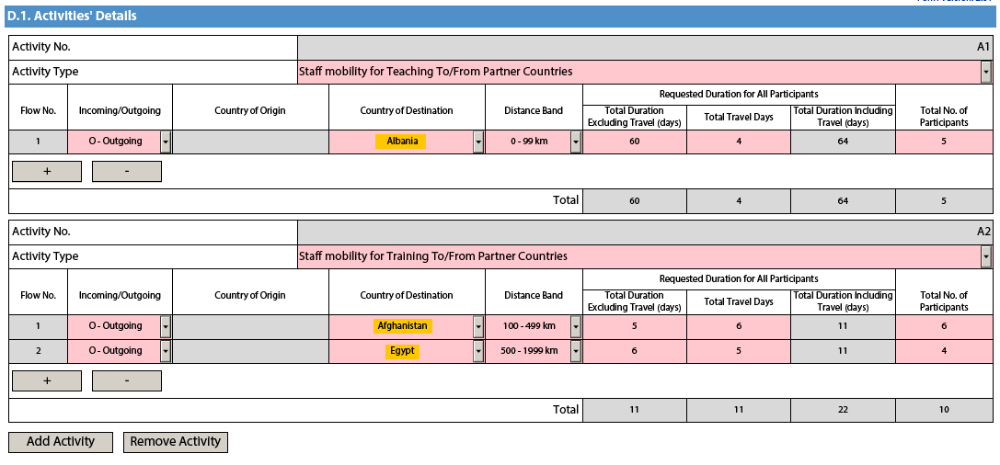 D.1. Activities' Details
Activity No. A1
Activity Type Staff mobility for Teaching To/From Partner Countries
Flow No. Incoming/Outgoing Country of Origin Country of Destination Distance Band Requested Duration for All Participants Total No. of Participants
Total Duration Excluding Travel (days) Total Travel Days Total Duration Including Travel (days)
1 O - Outgoing Albania 0 - 99 km 60 4 64 5
+ -
Total 60 4 64 5
Activity No. A2
Activity Type Staff mobility for Training To/From Partner Countries
Flow No. Incoming/Outgoing Country of Origin Country of Destination Distance Band Requested Duration for All Participants Total No. of Participants
Total Duration Excluding Travel (days) Total Travel Days Total Duration Including Travel (days)
1 O - Outgoing Afghanistan 100 - 499 km 5 6 11 6
2 O - Outgoing Egypt 500 - 1999 km 6 5 11 4
+ -
Total 11 11 22 10
Add Activity Remove Activity